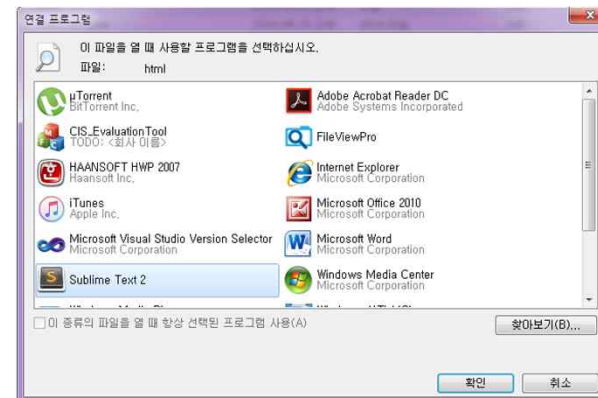 연결 프로그램
이 파일을 열 때 사용할 프로그램을 선택하십시오.
파일: html
µTorrent
BitTorrent Inc.
Adobe Acrobat Reader DC
Adobe Systems Incorporated
CIS_EvaluationTool
TODO: <회사 이름>
FileViewPro
HAANSOFT HWP 2007
Haansoft Inc.
Internet Explorer
Microsoft Corporation
iTunes
Apple Inc.
Microsoft Office 2010
Microsoft Corporation
Microsoft Visual Studio Version Selector
Microsoft Corporation
Microsoft Word
Microsoft Corporation
Sublime Text 2
Windows Media Center
Microsoft Corporation
이 종류의 파일을 열 때 항상 선택된 프로그램 사용(A)
찾아보기(B)...
확인
취소